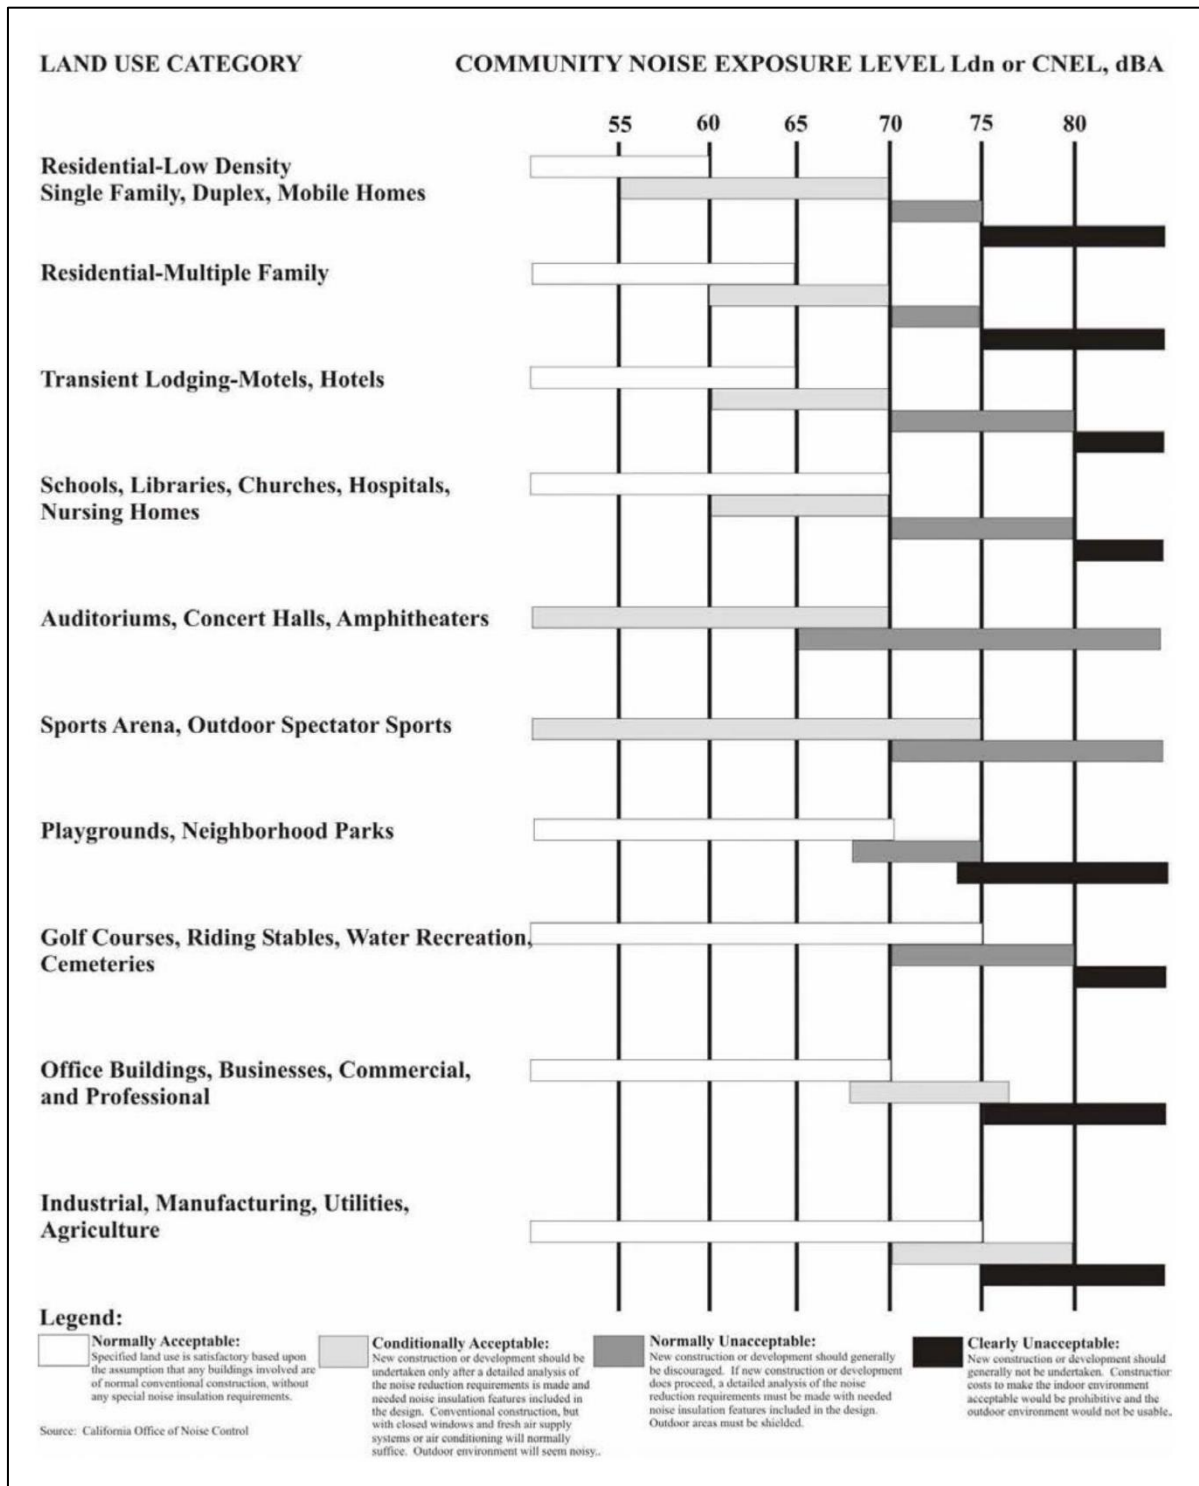 LAND USE CATEGORY
COMMUNITY NOISE EXPOSURE LEVEL Ldn or CNEL, dBA
55 60 65 70 75 80
Residential-Low Density
Single Family, Duplex, Mobile Homes
Residential-Multiple Family
Transient Lodging-Motels, Hotels
Schools, Libraries, Churches, Hospitals,
Nursing Homes
Auditoriums, Concert Halls, Amphitheaters
Sports Arena, Outdoor Spectator Sports
Playgrounds, Neighborhood Parks
Golf Courses, Riding Stables, Water Recreation,
Cemeteries
Office Buildings, Businesses, Commercial,
and Professional
Industrial, Manufacturing, Utilities,
Agriculture
Legend:
Normally Acceptable:
Specified land use is satisfactory based upon
the assumption that any buildings involved are
of normal conventional construction, without
any special noise insulation requirements.
Conditionally Acceptable:
New construction or development should be
undertaken only after a detailed analysis of
the noise reduction requirements is made and
needed noise insulation features included in
the design. Conventional construction, but
with closed windows and fresh air supply
systems or air conditioning will normally
suffice. Outdoor environment will seem noisy..
Normally Unacceptable:
New construction or development should generally
be discouraged. If new construction or development
does proceed, a detailed analysis of the noise
reduction requirements must be made with needed
noise insulation features included in the design.
Outdoor areas must be shielded.
Clearly Unacceptable:
New construction or development should
generally not be undertaken. Construction
costs to make the indoor environment
acceptable would be prohibitive and the
outdoor environment would not be usable.
Source: California Office of Noise Control